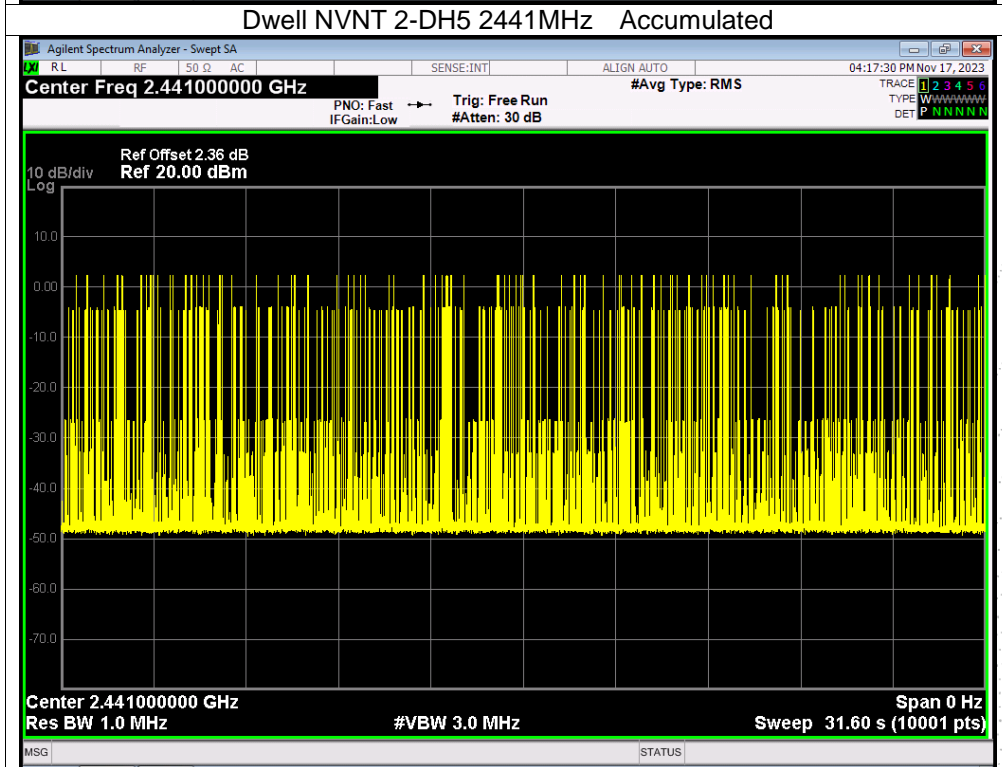 Dwell NVNT 2-DH5 2441MHz Accumulated
Agilent Spectrum Analyzer - Swept SA
LXI RL RF 50 Ω AC SENSE:INT ALIGN AUTO 04:17:30 PM Nov 17, 2023
Center Freq 2.441000000 GHz #Avg Type: RMS TRACE 1 2 3 4 5 6
PNO: Fast Trig: Free Run TYPE WWWWWW
IFGain:Low #Atten: 30 dB DET P N N N N N
Ref Offset 2.36 dB
10 dB/div Ref 20.00 dBm
Log
10.0
0.00
-10.0
-20.0
-30.0
-40.0
-50.0
-60.0
-70.0
Center 2.441000000 GHz Span 0 Hz
Res BW 1.0 MHz #VBW 3.0 MHz Sweep 31.60 s (10001 pts)
MSG STATUS